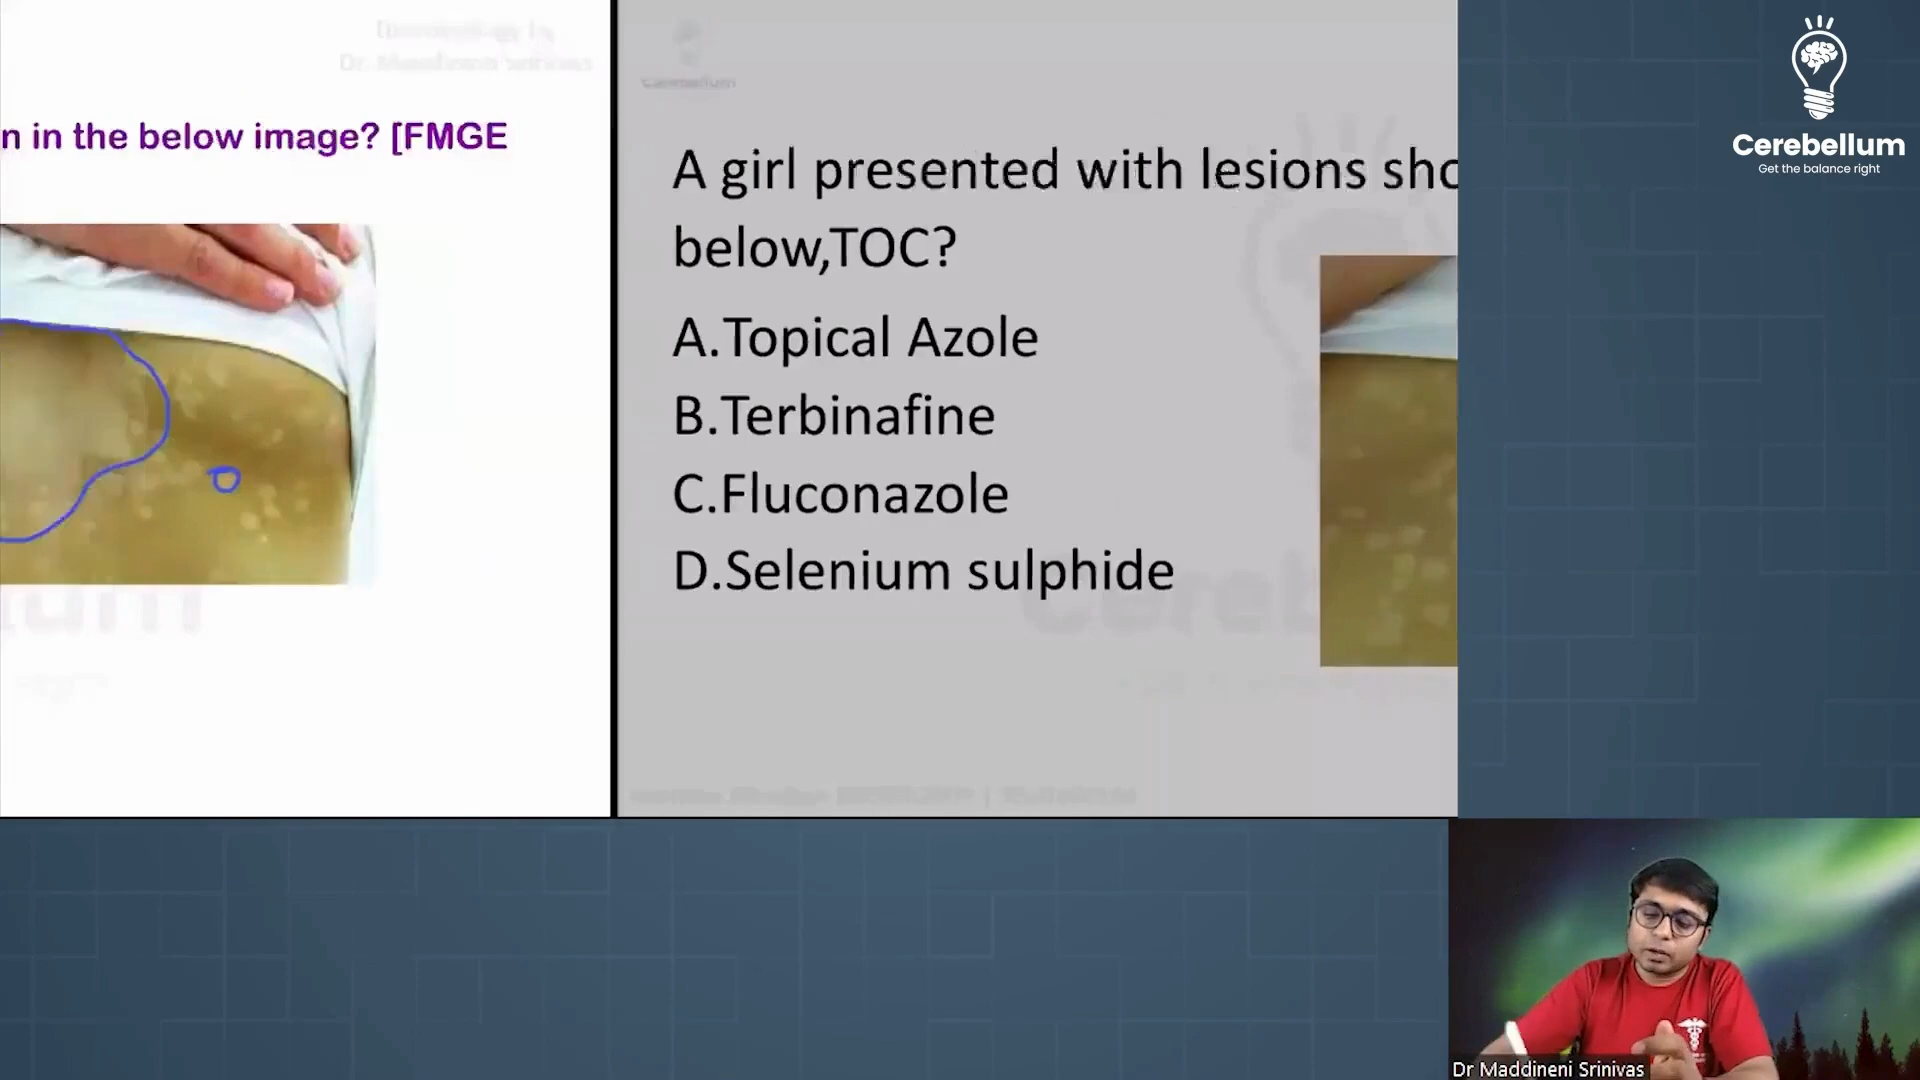 n in the below image? [FMGE
A girl presented with lesions sho
below,TOC?
A.Topical Azole
B.Terbinafine
C.Fluconazole
D.Selenium sulphide
Cerebellum
Get the balance right
Cerebellum
Dr Maddineni Srinivas